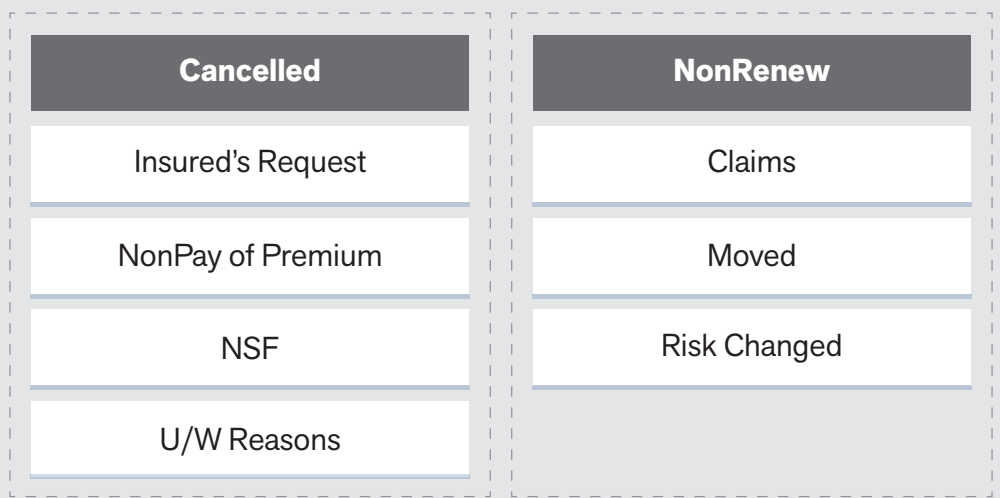 Cancelled
Insured's Request
NonPay of Premium
NSF
U/W Reasons
NonRenew
Claims
Moved
Risk Changed